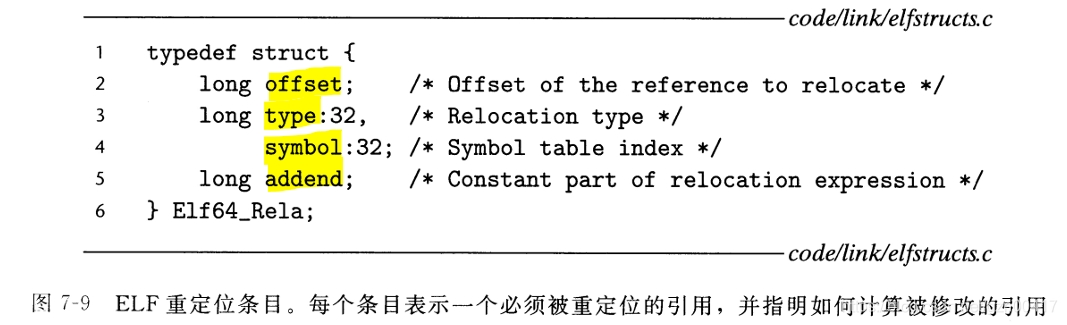 code/link/elfstructs.c
1 typedef struct {
2 long offset; /* Offset of the reference to relocate */
3 long type:32, /* Relocation type */
4 symbol:32; /* Symbol table index */
5 long addend; /* Constant part of relocation expression */
6 } Elf64_Rela;
code/link/elfstructs.c
图 7-9 ELF 重定位条目。每个条目表示一个必须被重定位的引用，并指明如何计算被修改的引用